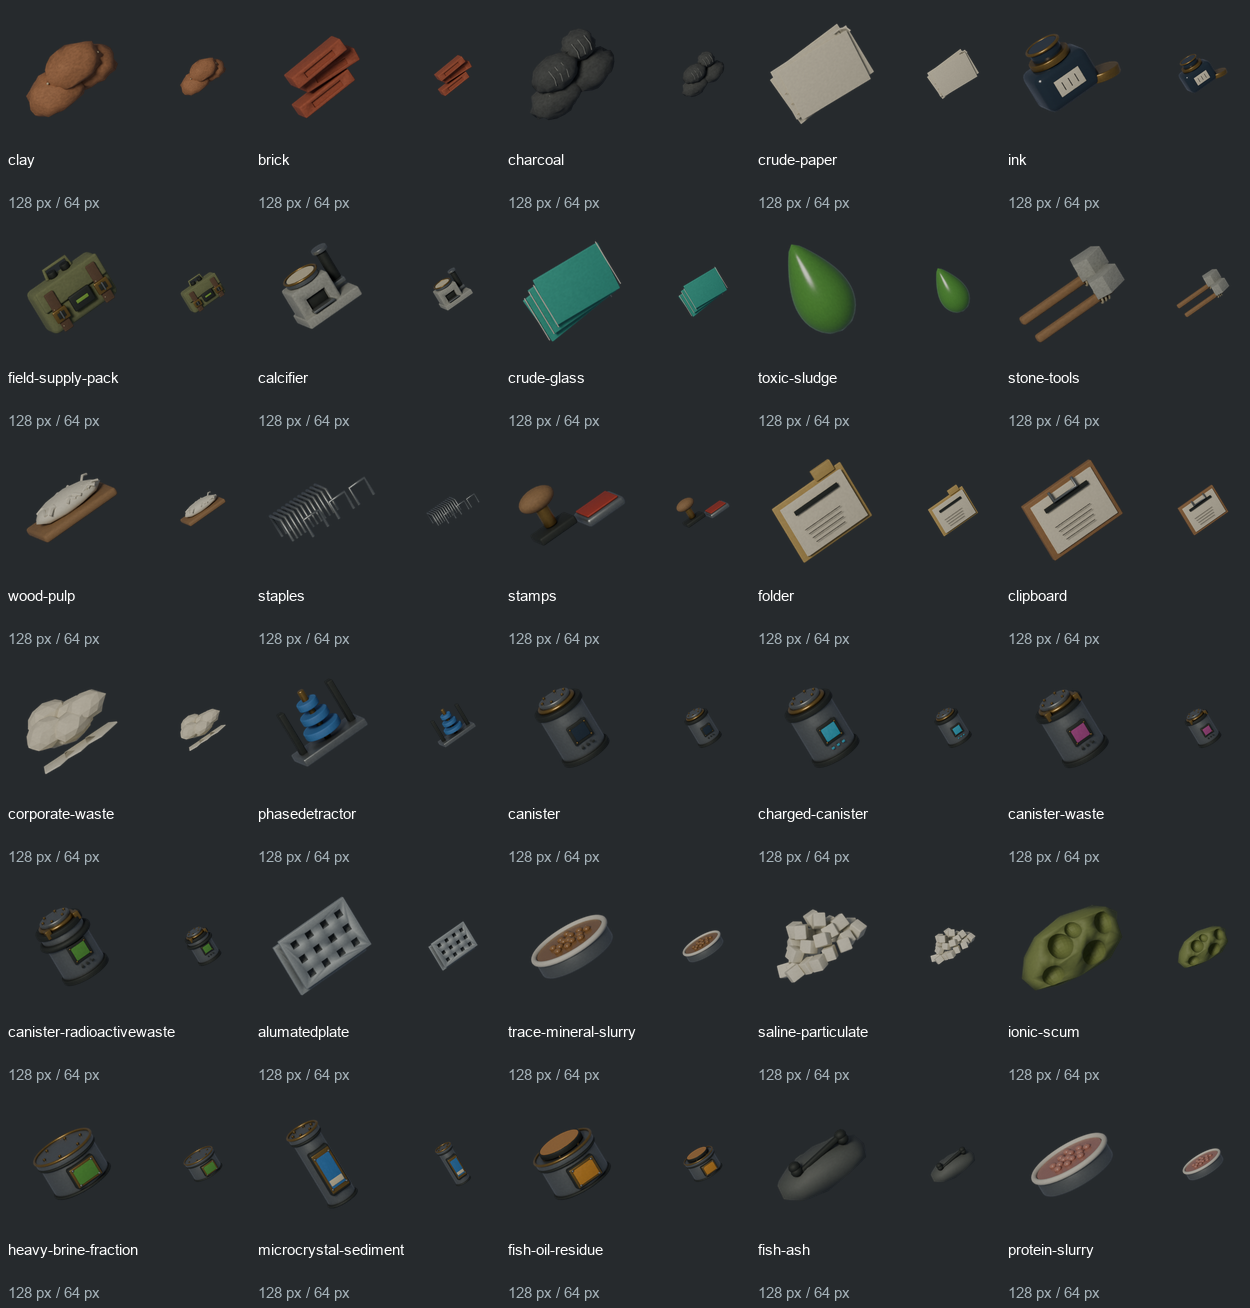 clay brick charcoal crude-paper ink
128 px / 64 px 128 px / 64 px 128 px / 64 px 128 px / 64 px 128 px / 64 px
field-supply-pack calcifier crude-glass toxic-sludge stone-tools
128 px / 64 px 128 px / 64 px 128 px / 64 px 128 px / 64 px 128 px / 64 px
wood-pulp staples stamps folder clipboard
128 px / 64 px 128 px / 64 px 128 px / 64 px 128 px / 64 px 128 px / 64 px
corporate-waste phasedetractor canister charged-canister canister-waste
128 px / 64 px 128 px / 64 px 128 px / 64 px 128 px / 64 px 128 px / 64 px
canister-radioactivewaste alumatedplate trace-mineral-slurry saline-particulate ionic-scum
128 px / 64 px 128 px / 64 px 128 px / 64 px 128 px / 64 px 128 px / 64 px
heavy-brine-fraction microcrystal-sediment fish-oil-residue fish-ash protein-slurry
128 px / 64 px 128 px / 64 px 128 px / 64 px 128 px / 64 px 128 px / 64 px